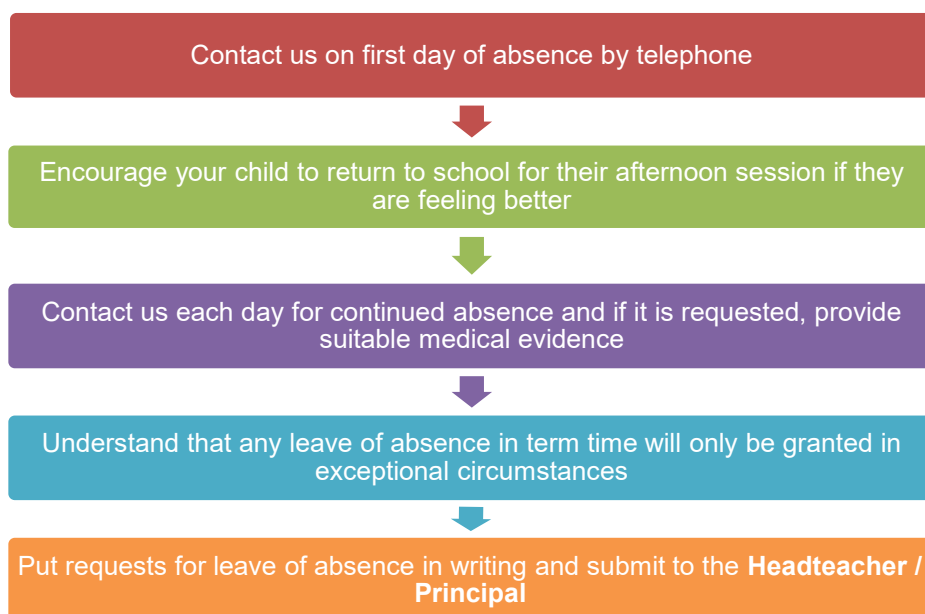 Contact us on first day of absence by telephone
Encourage your child to return to school for their afternoon session if they
are feeling better
Contact us each day for continued absence and if it is requested, provide
suitable medical evidence
Understand that any leave of absence in term time will only be granted in
exceptional circumstances
Put requests for leave of absence in writing and submit to the Headteacher /
Principal